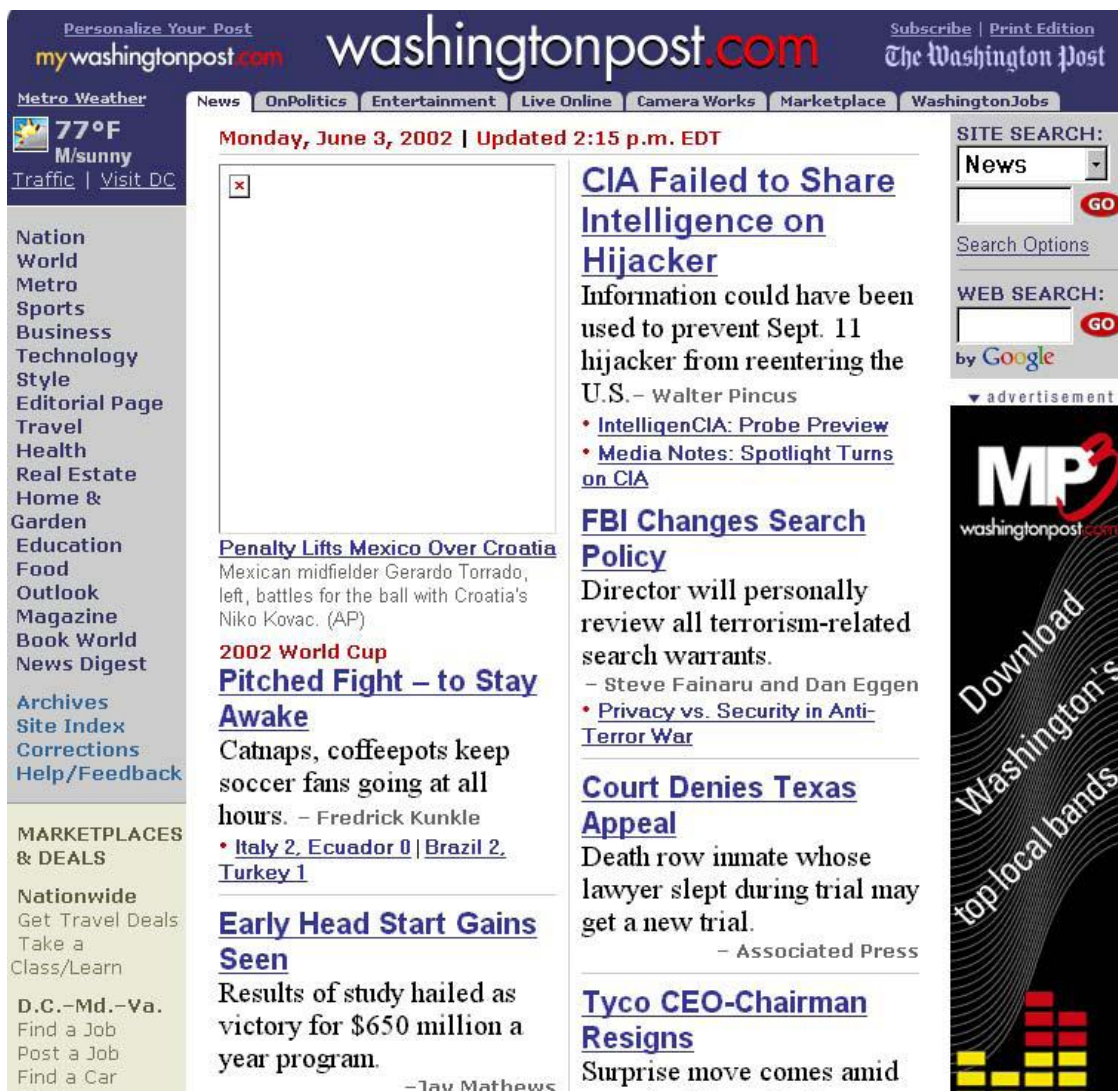 Personalize Your Post
mywashingtonpost.com
washingtonpost.com
Subscribe | Print Edition
The Washington Post
Metro Weather
77°F
M/sunny
Traffic | Visit DC
News
OnPolitics
Entertainment
Live Online
Camera Works
Marketplace
WashingtonJobs
Nation
World
Metro
Sports
Business
Technology
Style
Editorial Page
Travel
Health
Real Estate
Home &
Garden
Education
Food
Outlook
Magazine
Book World
News Digest
Archives
Site Index
Corrections
Help/Feedback
MARKETPLACES
& DEALS
Nationwide
Get Travel Deals
Take a
Class/Learn
D.C.-Md.-Va.
Find a Job
Post a Job
Find a Car
Monday, June 3, 2002 | Updated 2:15 p.m. EDT
Penalty Lifts Mexico Over Croatia
Mexican midfielder Gerardo Torrado,
left, battles for the ball with Croatia's
Niko Kovac. (AP)
2002 World Cup
Pitched Fight – to Stay
Awake
Catnaps, coffeepots keep
soccer fans going at all
hours. – Fredrick Kunkle
• Italy 2, Ecuador 0 | Brazil 2,
Turkey 1
Early Head Start Gains
Seen
Results of study hailed as
victory for $650 million a
year program.
–Jay Mathews
CIA Failed to Share
Intelligence on
Hijacker
Information could have been
used to prevent Sept. 11
hijacker from reentering the
U.S.– Walter Pincus
• IntelligenCIA: Probe Preview
• Media Notes: Spotlight Turns
on CIA
FBI Changes Search
Policy
Director will personally
review all terrorism-related
search warrants.
– Steve Fainaru and Dan Eggen
• Privacy vs. Security in Anti-
Terror War
Court Denies Texas
Appeal
Death row inmate whose
lawyer slept during trial may
get a new trial.
– Associated Press
Tyco CEO-Chairman
Resigns
Surprise move comes amid
SITE SEARCH:
News
GO
Search Options
WEB SEARCH:
GO
by Google
advertisement
MP3
washingtonpost.com
Download
Washington's
top local bands